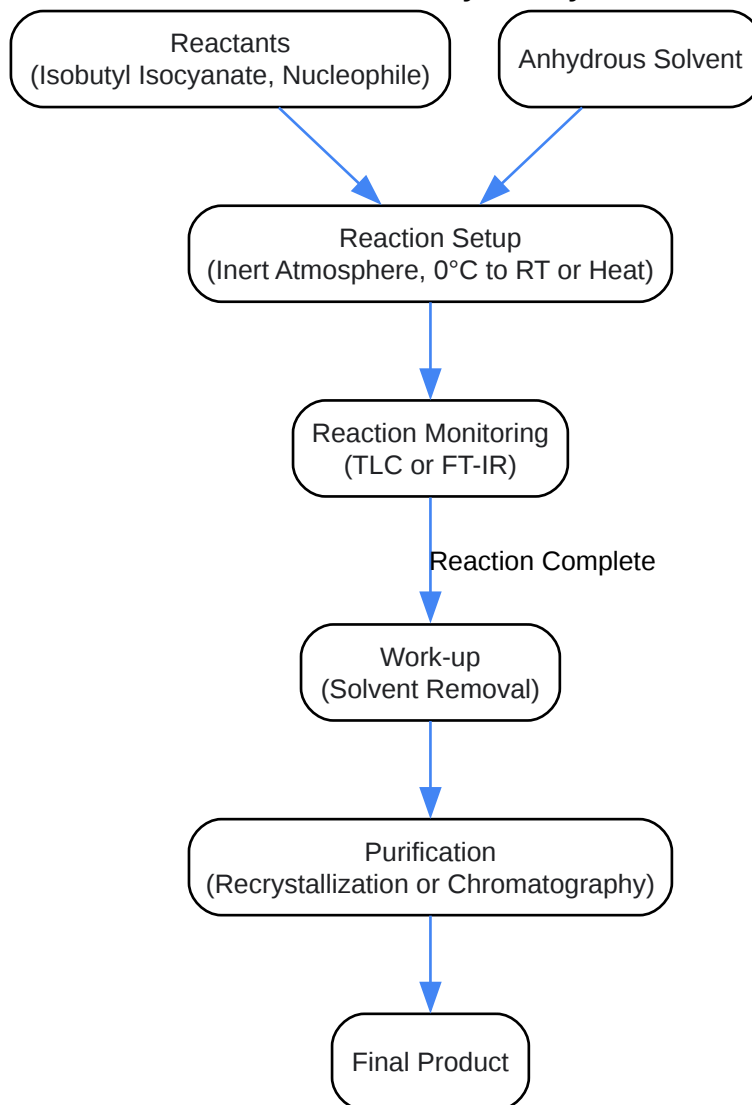 Reactants
(Isobutyl Isocyanate, Nucleophile)
Anhydrous Solvent
Reaction Setup
(Inert Atmosphere, 0°C to RT or Heat)
Reaction Monitoring
(TLC or FT-IR)
Reaction Complete
Work-up
(Solvent Removal)
Purification
(Recrystallization or Chromatography)
Final Product